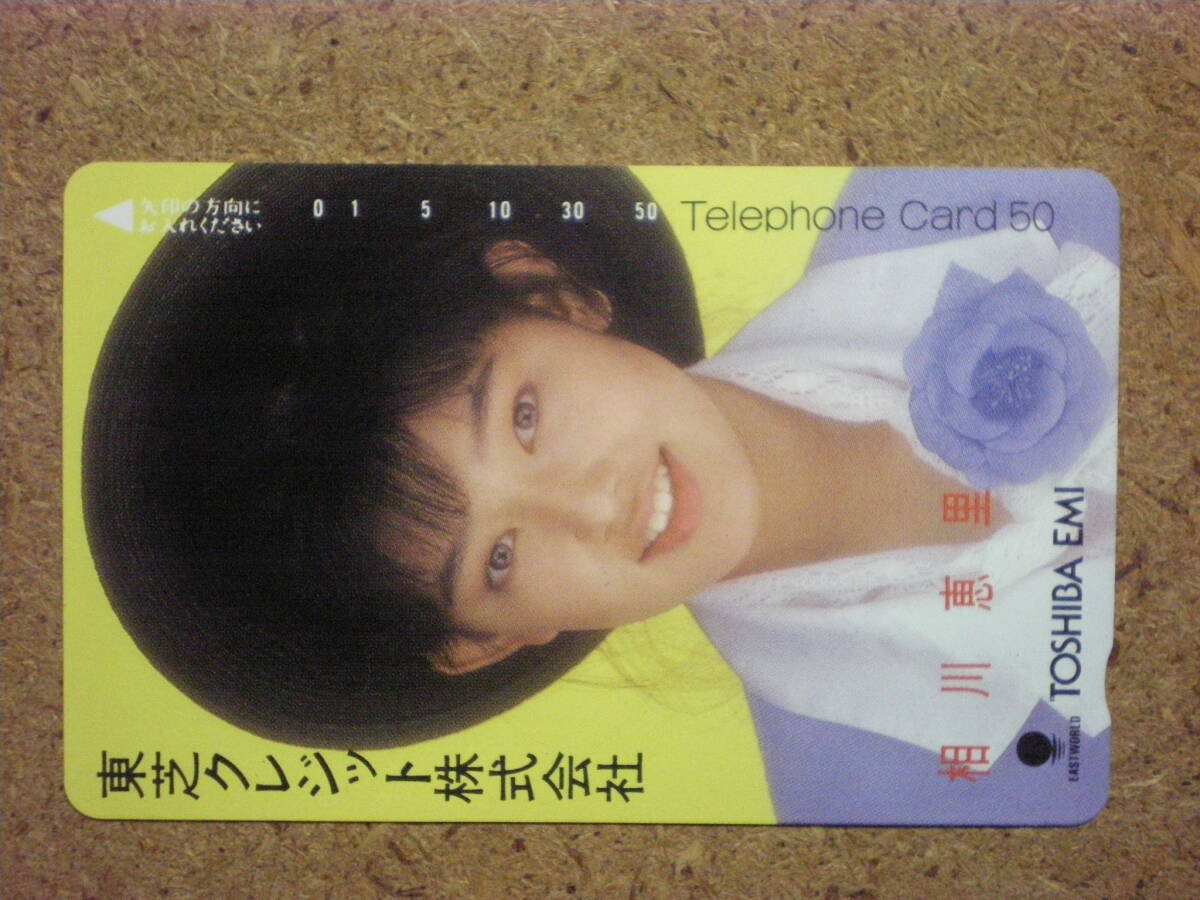 矢印の方向に
お入れください
0 1 5 10 30 50
Telephone Card 50
東芝クレジット株式会社
相川恵里
EASTWORLD
TOSHIBA EMI